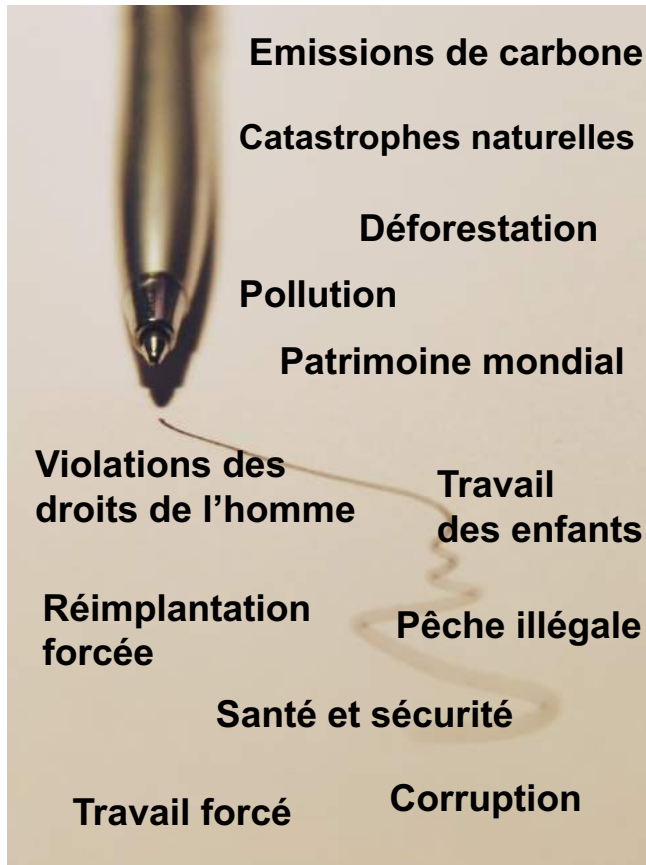 Emissions de carbone
Catastrophes naturelles
Déforestation
Pollution
Patrimoine mondial
Violations des
droits de l’homme
Travail
des enfants
Réimplantation
forcée
Pêche illégale
Santé et sécurité
Travail forcé
Corruption